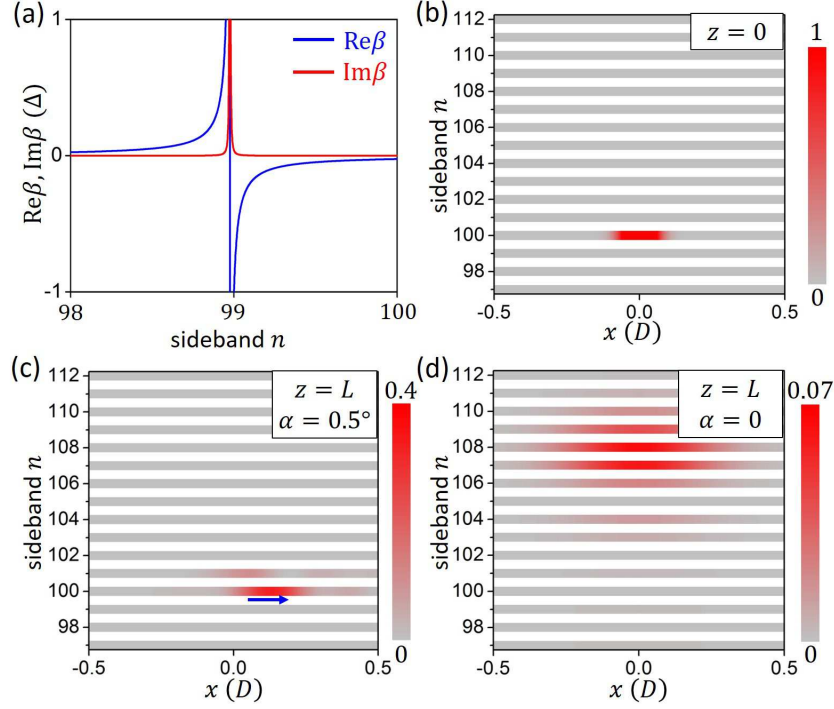 (a)
1
Reβ
Imβ
Reβ, Imβ (Δ)
0
-1
98
99
100
sideband n
(b)
112
110
108
106
104
102
100
98
sideband n
z = 0
1
0
-0.5
0.0
0.5
x (D)
(c)
112
110
108
106
104
102
100
98
sideband n
z = L
α = 0.5°
0.4
0
-0.5
0.0
0.5
x (D)
(d)
112
110
108
106
104
102
100
98
sideband n
z = L
α = 0
0.07
0
-0.5
0.0
0.5
x (D)